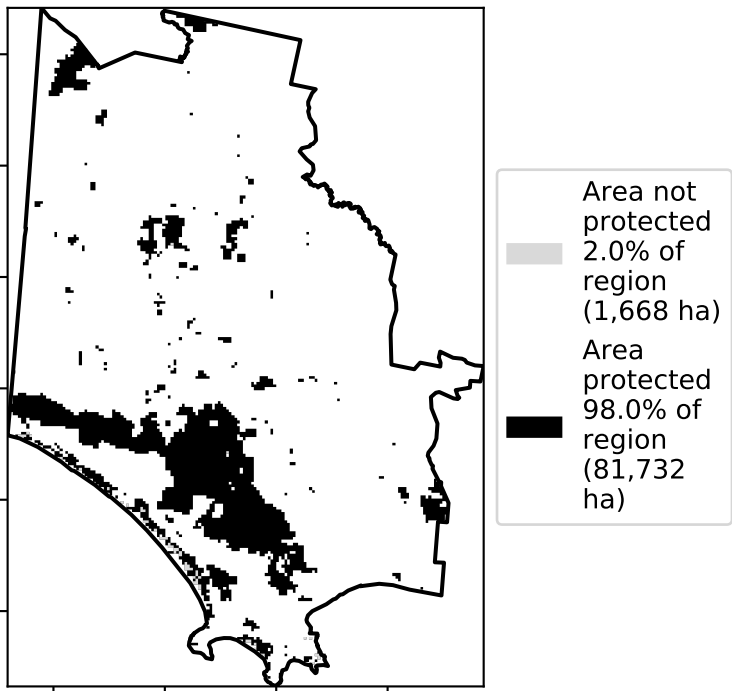 Area not
protected
2.0% of
region
(1,668 ha)
Area
protected
98.0% of
region
(81,732
ha)